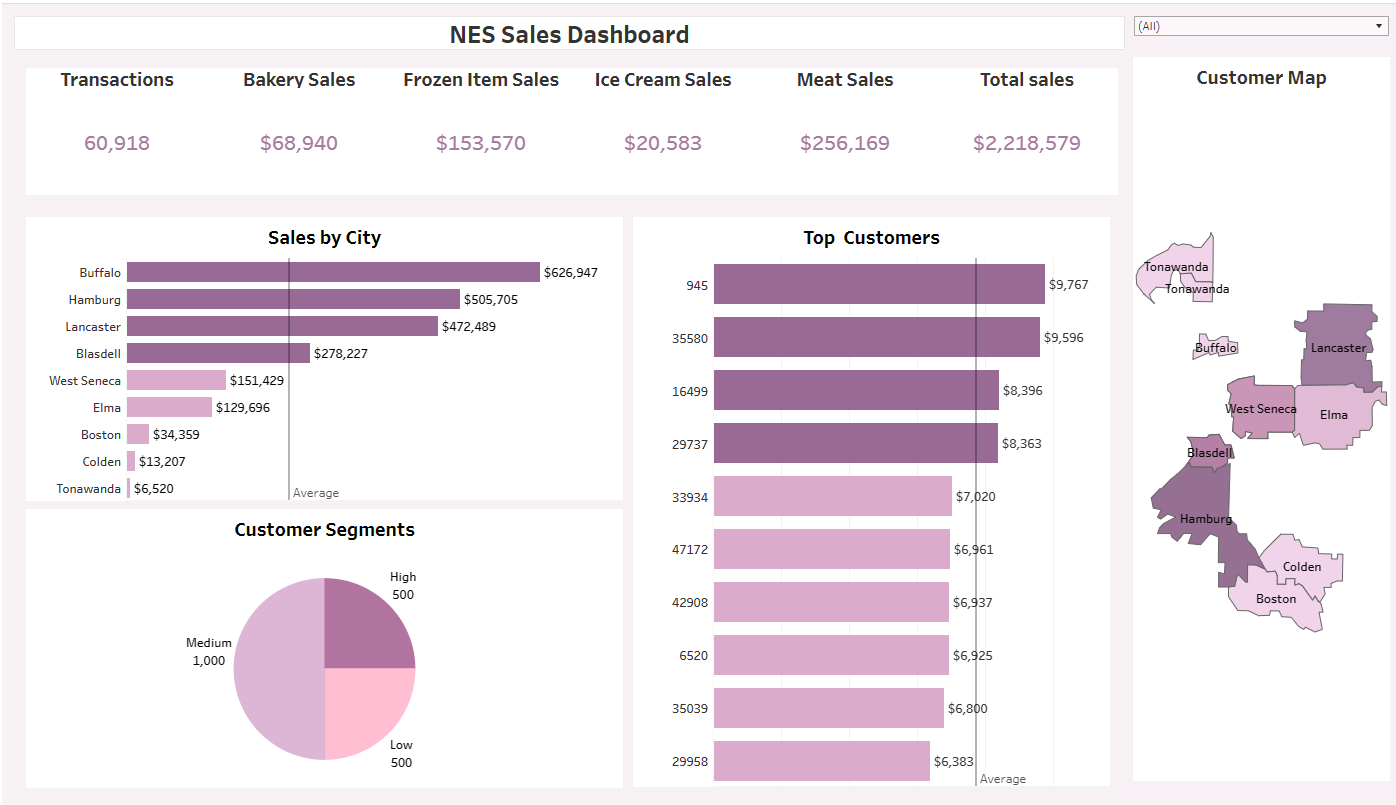 NES Sales Dashboard
(All)
Transactions
Bakery Sales
Frozen Item Sales
Ice Cream Sales
Meat Sales
Total sales
60,918
$68,940
$153,570
$20,583
$256,169
$2,218,579
Sales by City
Buffalo $626,947
Hamburg $505,705
Lancaster $472,489
Blasdell $278,227
West Seneca $151,429
Elma $129,696
Boston $34,359
Colden $13,207
Tonawanda $6,520
Average
Customer Segments
High
500
Medium
1,000
Low
500
Top  Customers
945 $9,767
35580 $9,596
16499 $8,396
29737 $8,363
33934 $7,020
47172 $6,961
42908 $6,937
6520 $6,925
35039 $6,800
29958 $6,383
Average
Customer Map
Tonawanda
Tonawanda
Buffalo
Lancaster
West Seneca
Elma
Blasdell
Hamburg
Colden
Boston